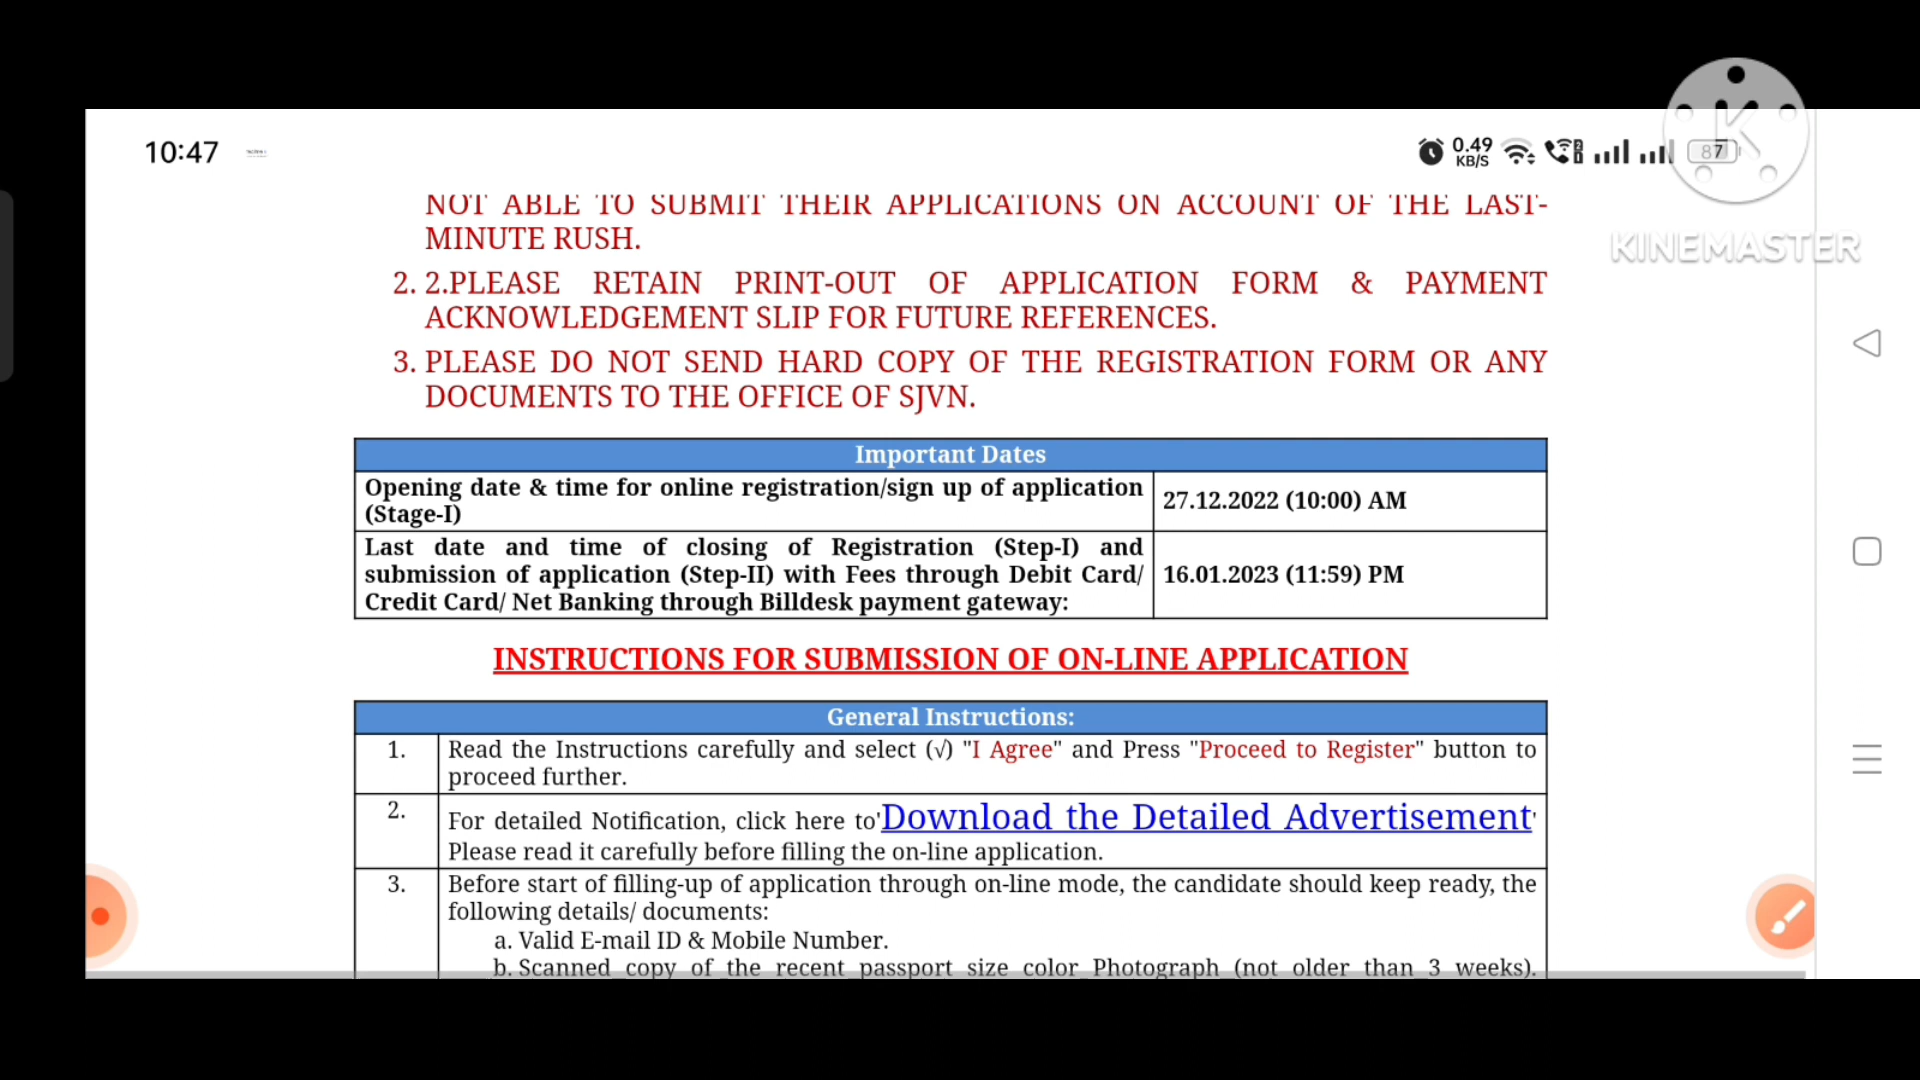 10:47
0.49
KB/S
87
KINEMASTER
NOT ABLE TO SUBMIT THEIR APPLICATIONS ON ACCOUNT OF THE LAST-
MINUTE RUSH.
2. 2.PLEASE RETAIN PRINT-OUT OF APPLICATION FORM & PAYMENT
ACKNOWLEDGEMENT SLIP FOR FUTURE REFERENCES.
3. PLEASE DO NOT SEND HARD COPY OF THE REGISTRATION FORM OR ANY
DOCUMENTS TO THE OFFICE OF SJVN.
Important Dates
Opening date & time for online registration/sign up of application
(Stage-I)
27.12.2022 (10:00) AM
Last date and time of closing of Registration (Step-I) and
submission of application (Step-II) with Fees through Debit Card/
Credit Card/ Net Banking through Billdesk payment gateway:
16.01.2023 (11:59) PM
INSTRUCTIONS FOR SUBMISSION OF ON-LINE APPLICATION
General Instructions:
1. Read the Instructions carefully and select (√) "I Agree" and Press "Proceed to Register" button to
proceed further.
2. For detailed Notification, click here to'Download the Detailed Advertisement'
Please read it carefully before filling the on-line application.
3. Before start of filling-up of application through on-line mode, the candidate should keep ready, the
following details/ documents:
a. Valid E-mail ID & Mobile Number.
b. Scanned copy of the recent passport size color Photograph (not older than 3 weeks).